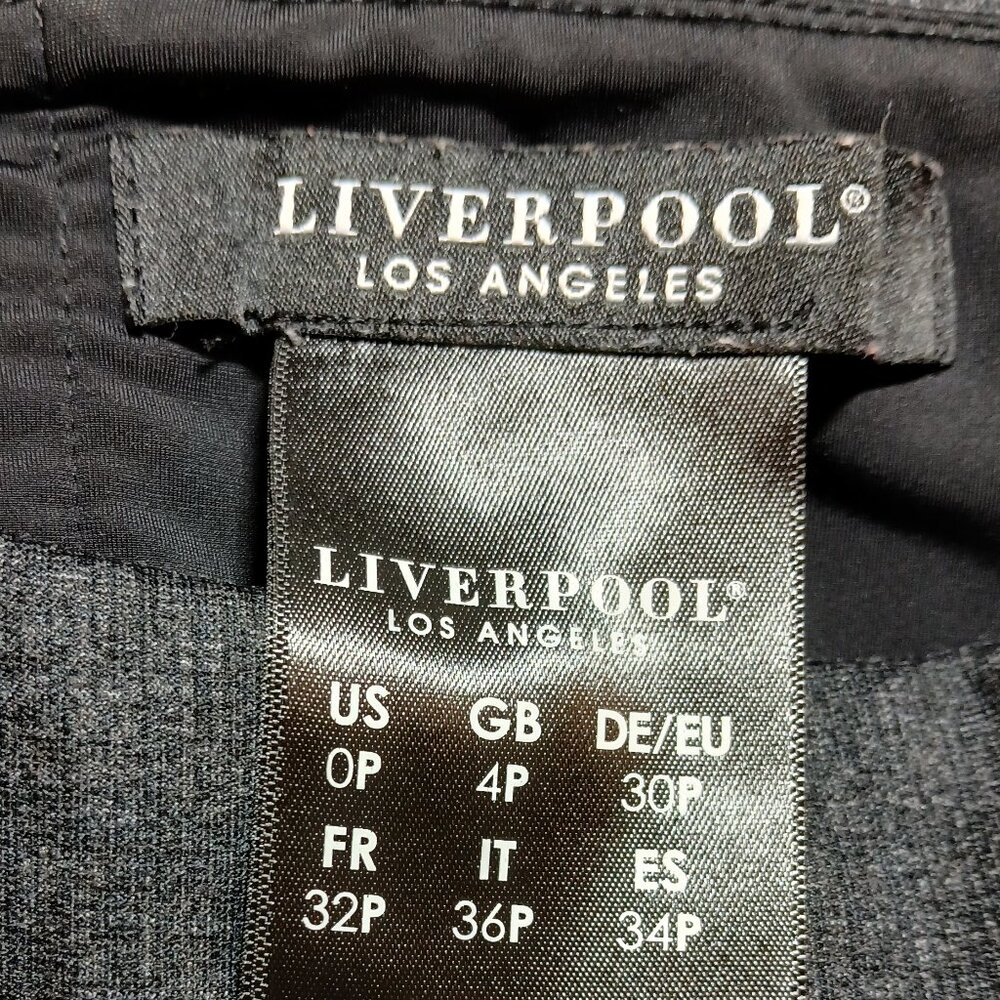 LIVERPOOL®
LOS ANGELES
LIVERPOOL®
LOS ANGELES
US GB DE/EU
0P 4P 30P
FR IT ES
32P 36P 34P